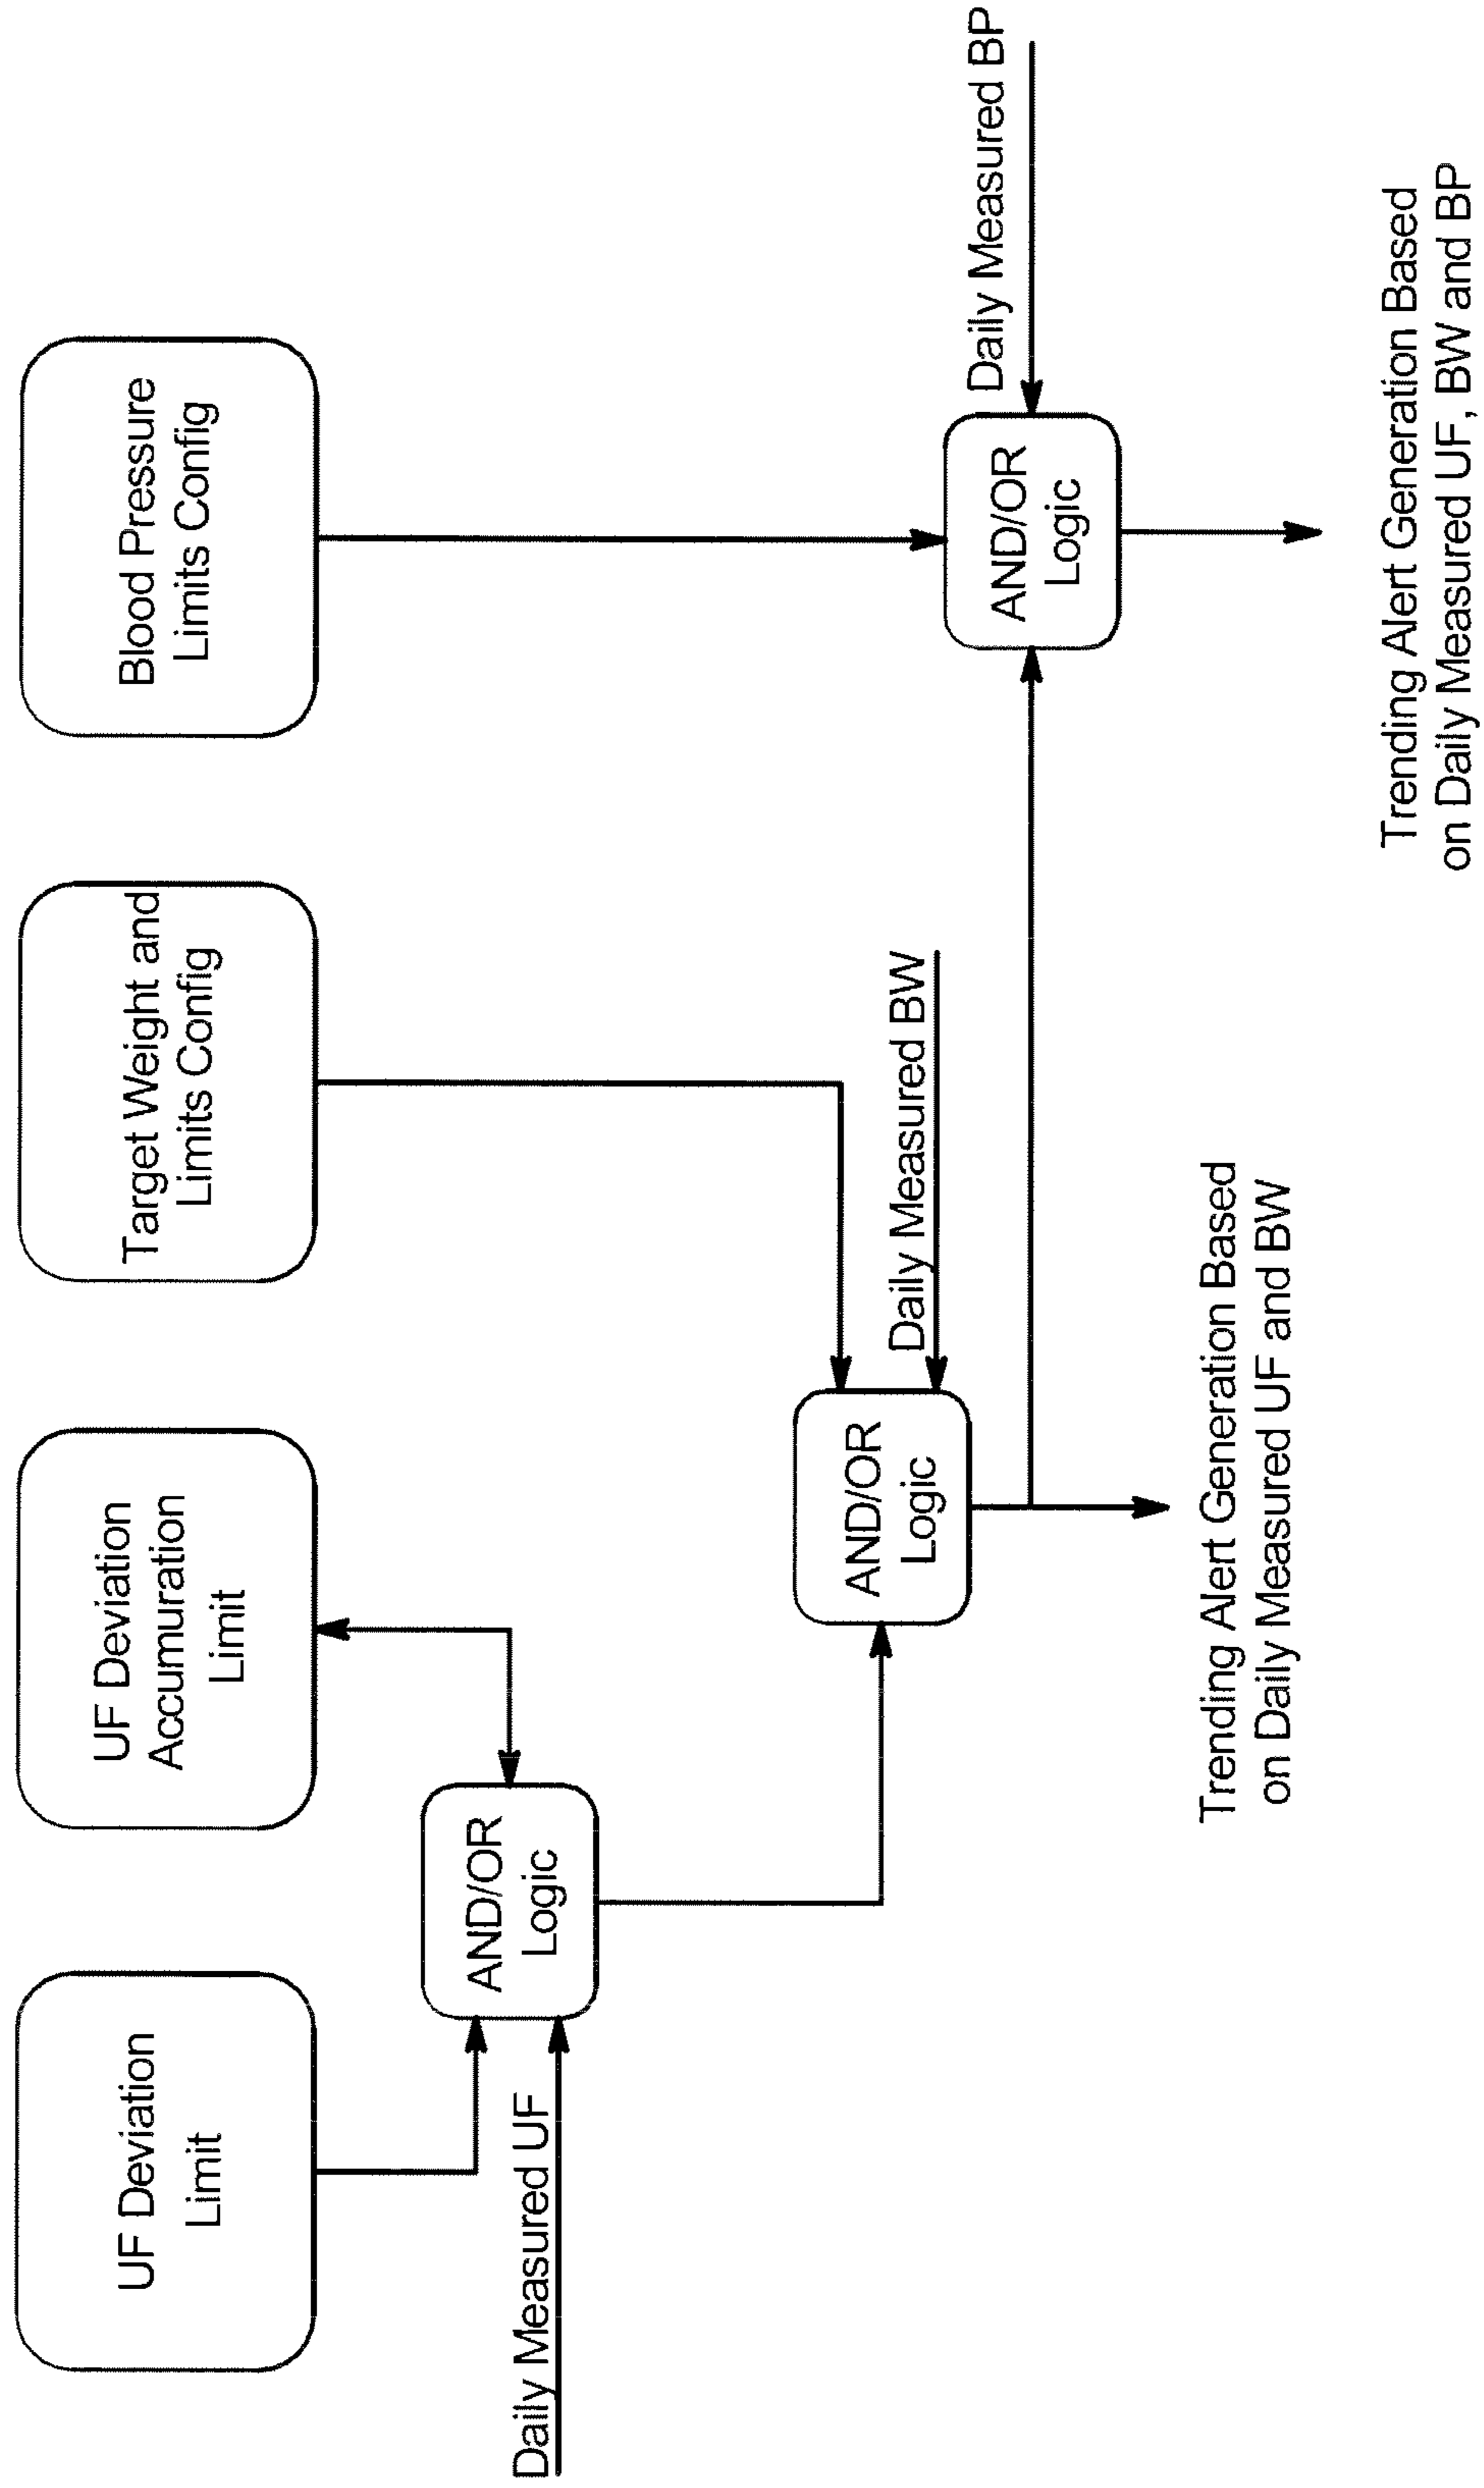 UF Deviation
Limit
UF Deviation
Accumuration
Limit
Target Weight and
Limits Config
Blood Pressure
Limits Config
Daily Measured UF
AND/OR
Logic
AND/OR
Logic
Daily Measured BW
AND/OR
Logic
Daily Measured BP
Trending Alert Generation Based
on Daily Measured UF and BW
Trending Alert Generation Based
on Daily Measured UF, BW and BP